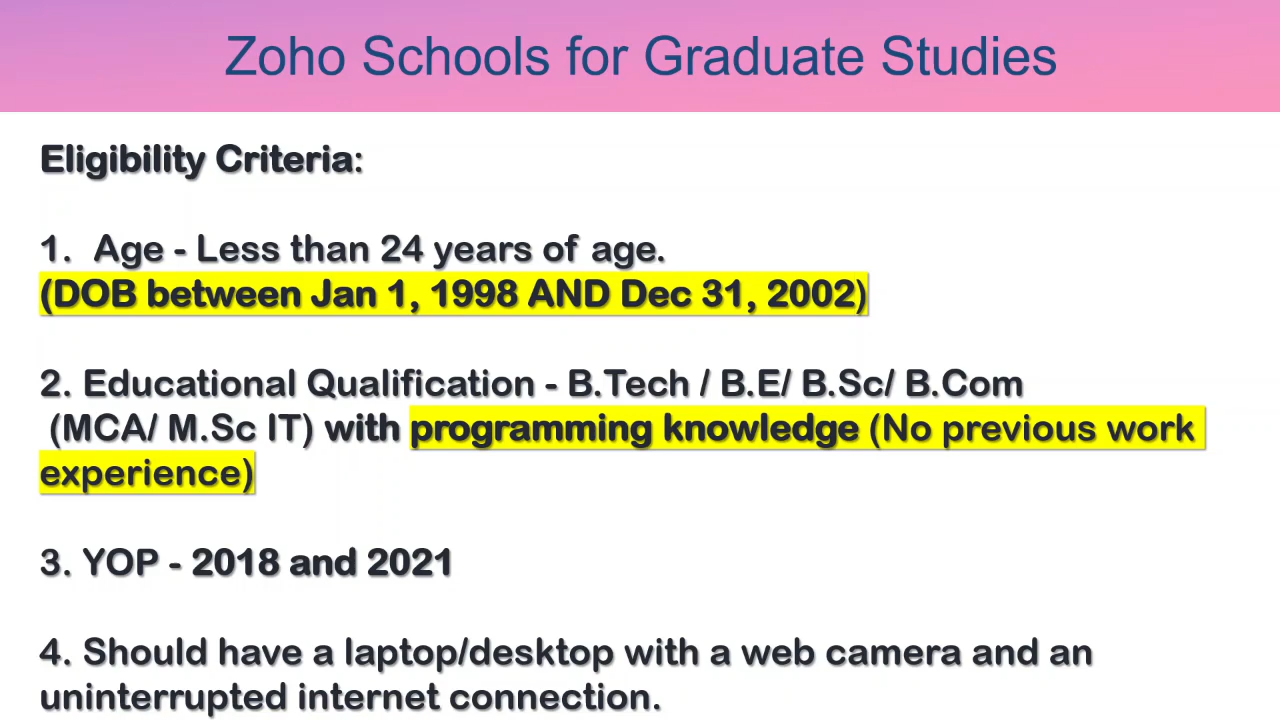 Zoho Schools for Graduate Studies
Eligibility Criteria:
1. Age - Less than 24 years of age.
(DOB between Jan 1, 1998 AND Dec 31, 2002)
2. Educational Qualification - B.Tech / B.E/ B.Sc/ B.Com
(MCA/ M.Sc IT) with programming knowledge (No previous work
experience)
3. YOP - 2018 and 2021
4. Should have a laptop/desktop with a web camera and an
uninterrupted internet connection.